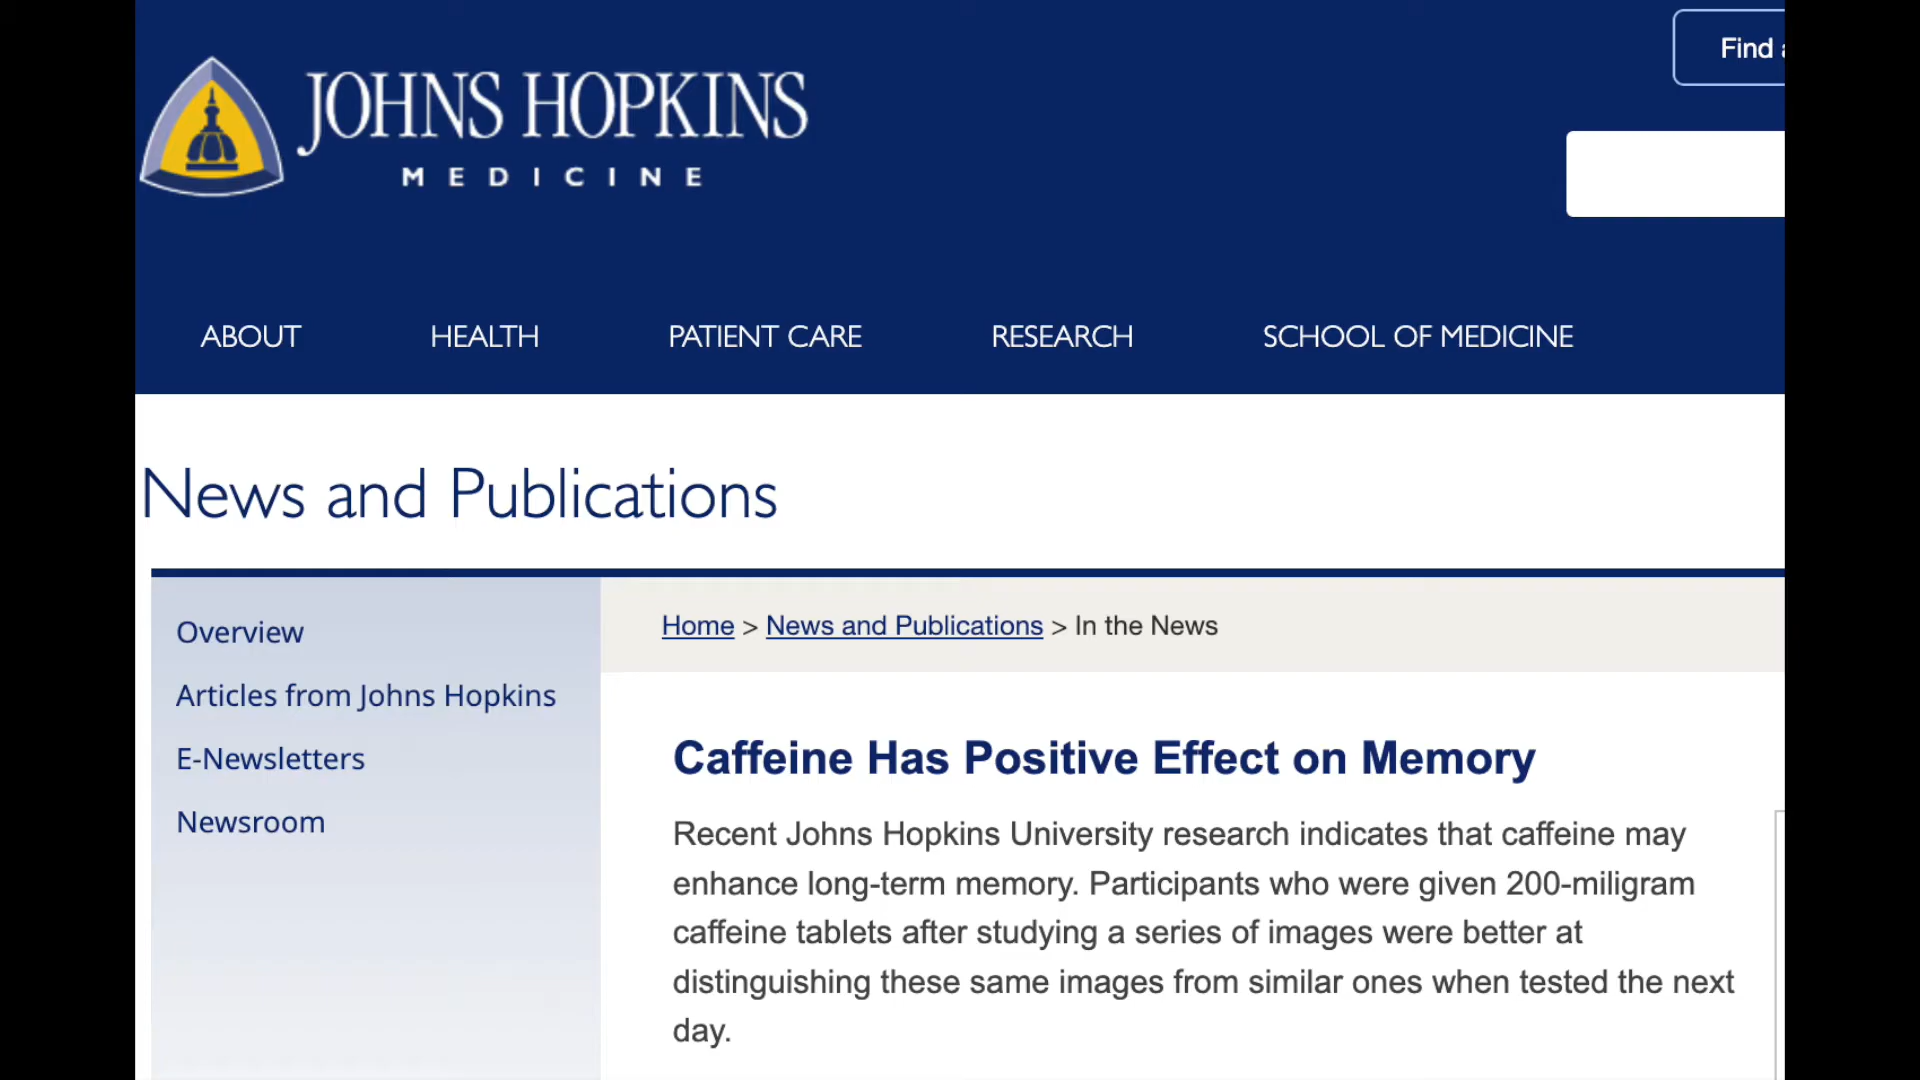 Find
JOHNS HOPKINS
MEDICINE
ABOUT HEALTH PATIENT CARE RESEARCH SCHOOL OF MEDICINE
News and Publications
Overview
Articles from Johns Hopkins
E-Newsletters
Newsroom
Home > News and Publications > In the News
Caffeine Has Positive Effect on Memory
Recent Johns Hopkins University research indicates that caffeine may
enhance long-term memory. Participants who were given 200-miligram
caffeine tablets after studying a series of images were better at
distinguishing these same images from similar ones when tested the next
day.